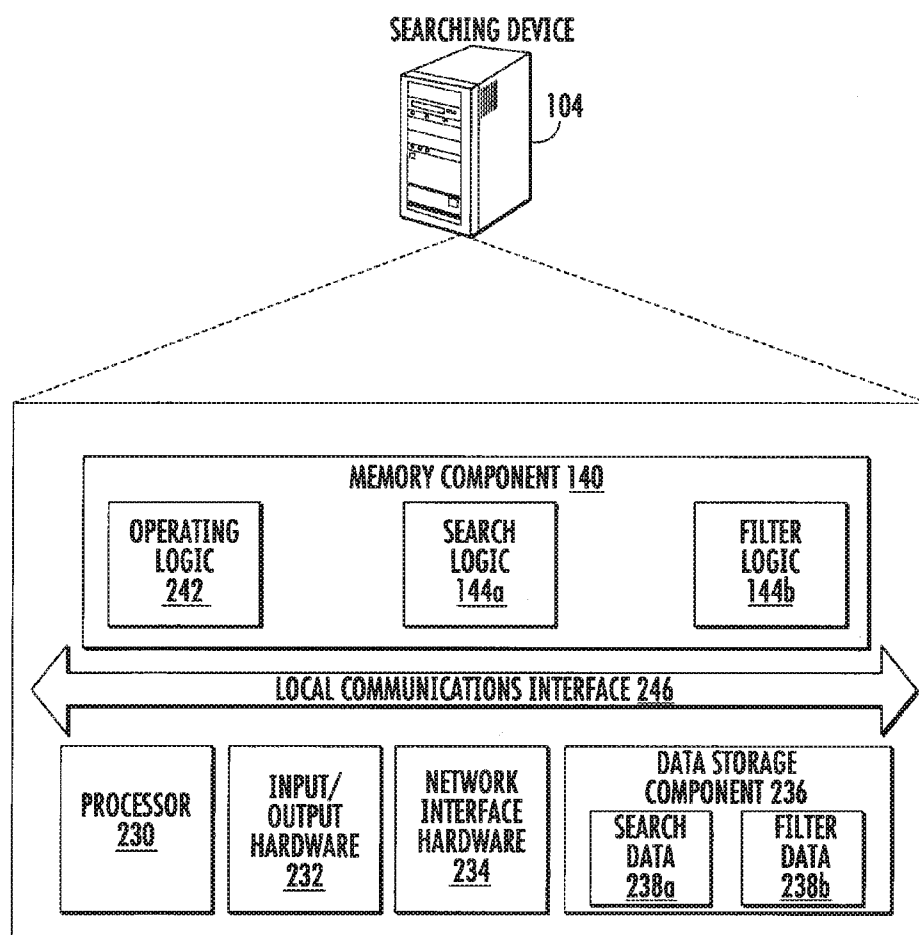 SEARCHING DEVICE
104
MEMORY COMPONENT 140
OPERATING
LOGIC
242
SEARCH
LOGIC
144a
FILTER
LOGIC
144b
LOCAL COMMUNICATIONS INTERFACE 246
PROCESSOR
230
INPUT/
OUTPUT
HARDWARE
232
NETWORK
INTERFACE
HARDWARE
234
DATA STORAGE
COMPONENT 236
SEARCH
DATA
238a
FILTER
DATA
238b